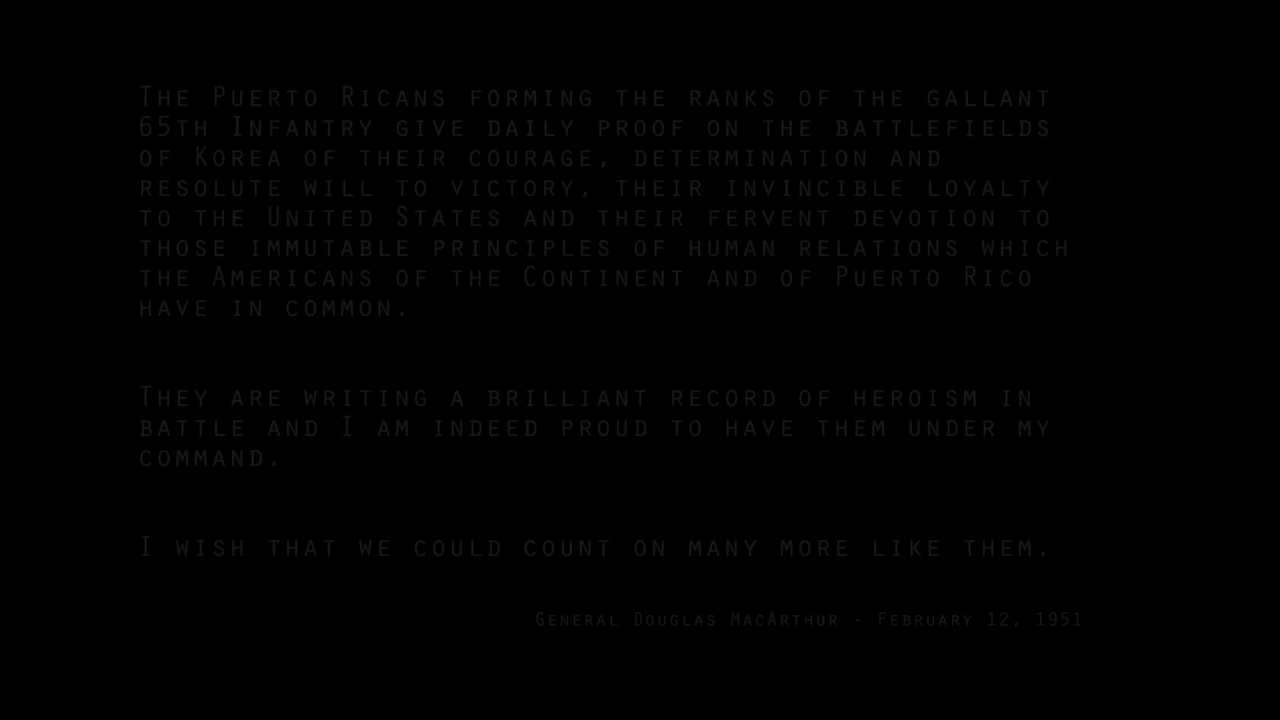 The Puerto Ricans forming the ranks of the gallant
65th Infantry give daily proof on the battlefields
of Korea of their courage, determination and
resolute will to victory, their invincible loyalty
to the United States and their fervent devotion to
those immutable principles of human relations which
the Americans of the Continent and of Puerto Rico
have in common.
They are writing a brilliant record of heroism in
battle and I am indeed proud to have them under my
command.
I wish that we could count on many more like them.
General Douglas MacArthur - February 12, 1951